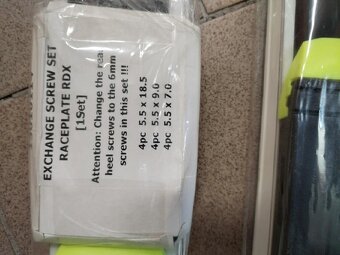 EXCHANGE SCREW SET
RACEPLATE RDX
[1Set]
Attention: Change the rear
heel screws to the 6mm
screws in this set !!!
4pc 5.5 x 18.5
4pc 5.5 x 9.0
4pc 5.5 x 7.0